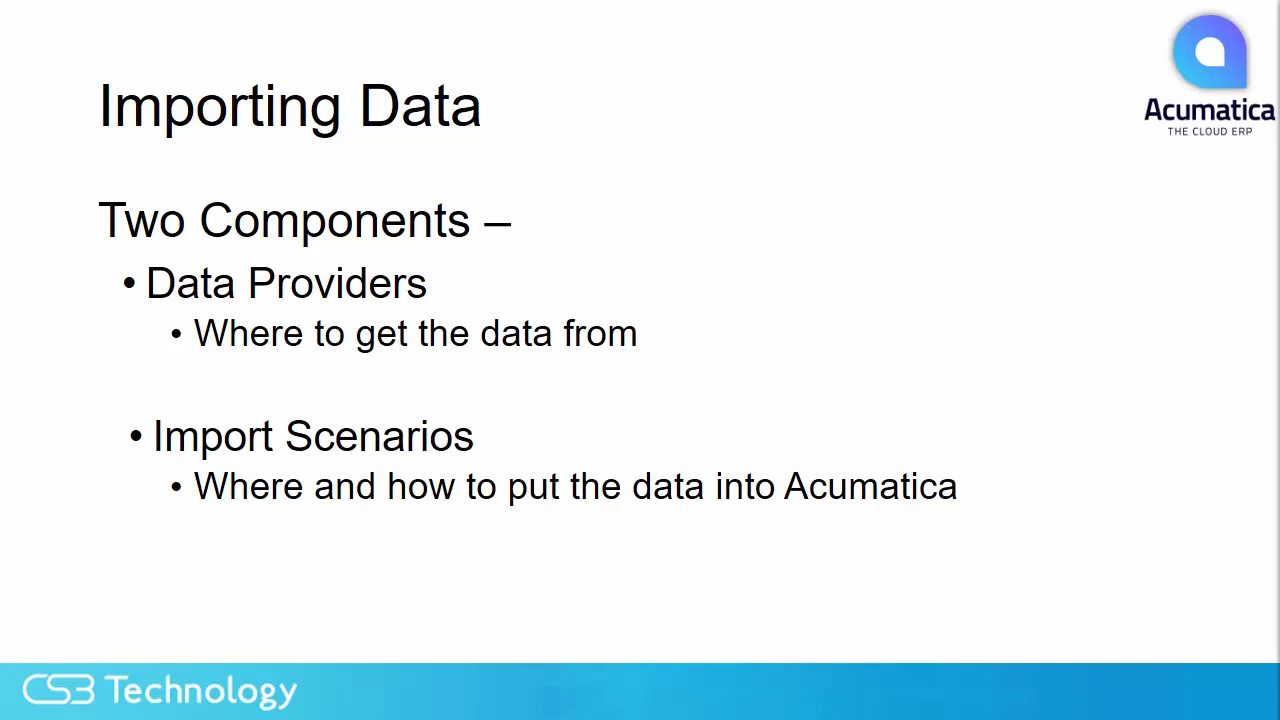 Importing Data
Acumatica
THE CLOUD ERP
Two Components –
• Data Providers
• Where to get the data from
• Import Scenarios
• Where and how to put the data into Acumatica
CS3 Technology